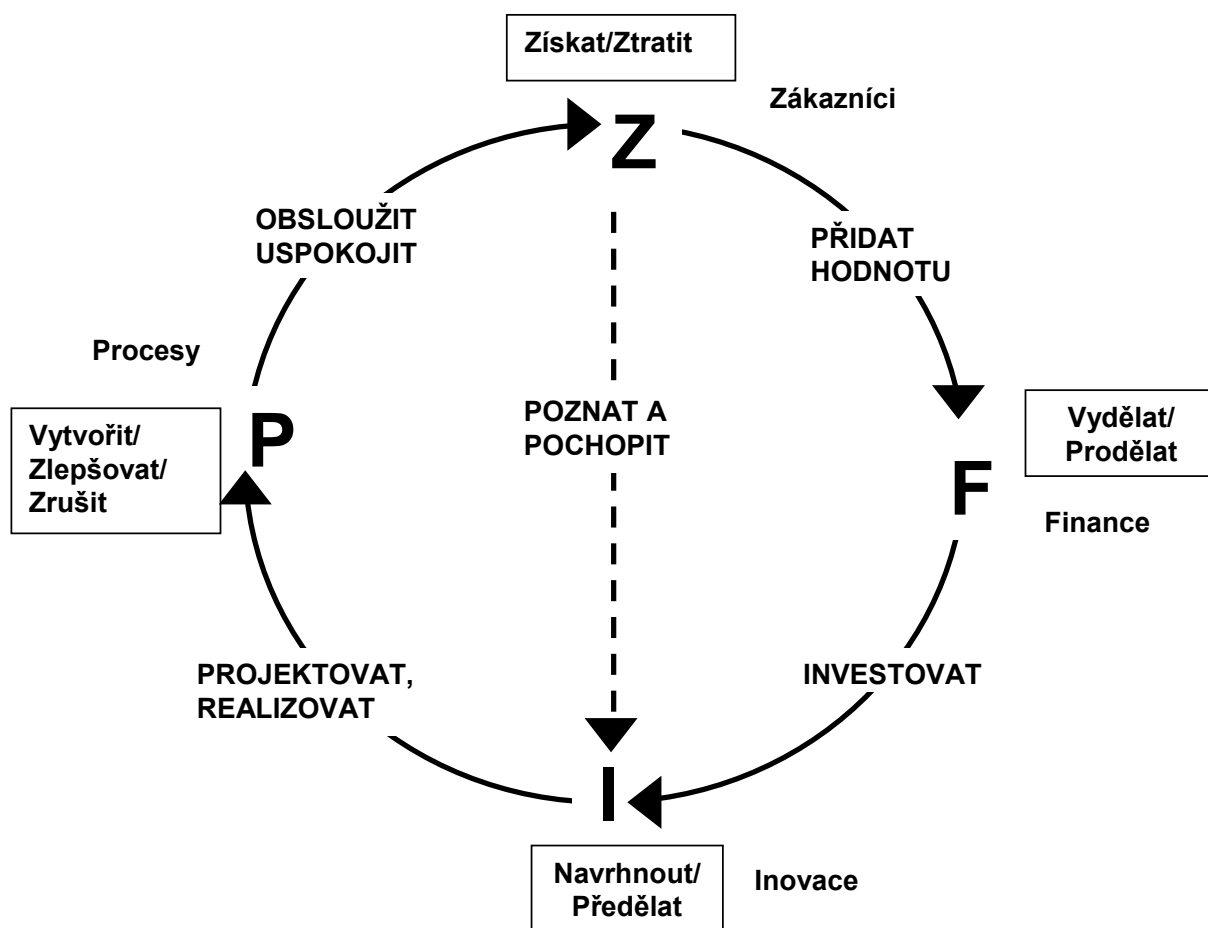 Získat/Ztratit
Zákazníci
Z
OBSLOUŽIT
USPOKOJIT
PŘIDAT
HODNOTU
Procesy
P
Vytvořit/
Zlepšovat/
Zrušit
POZNAT A
POCHOPIT
Vydělat/
Prodělat
F
Finance
PROJEKTOVAT,
REALIZOVAT
INVESTOVAT
I
Navrhnout/
Předělat
Inovace